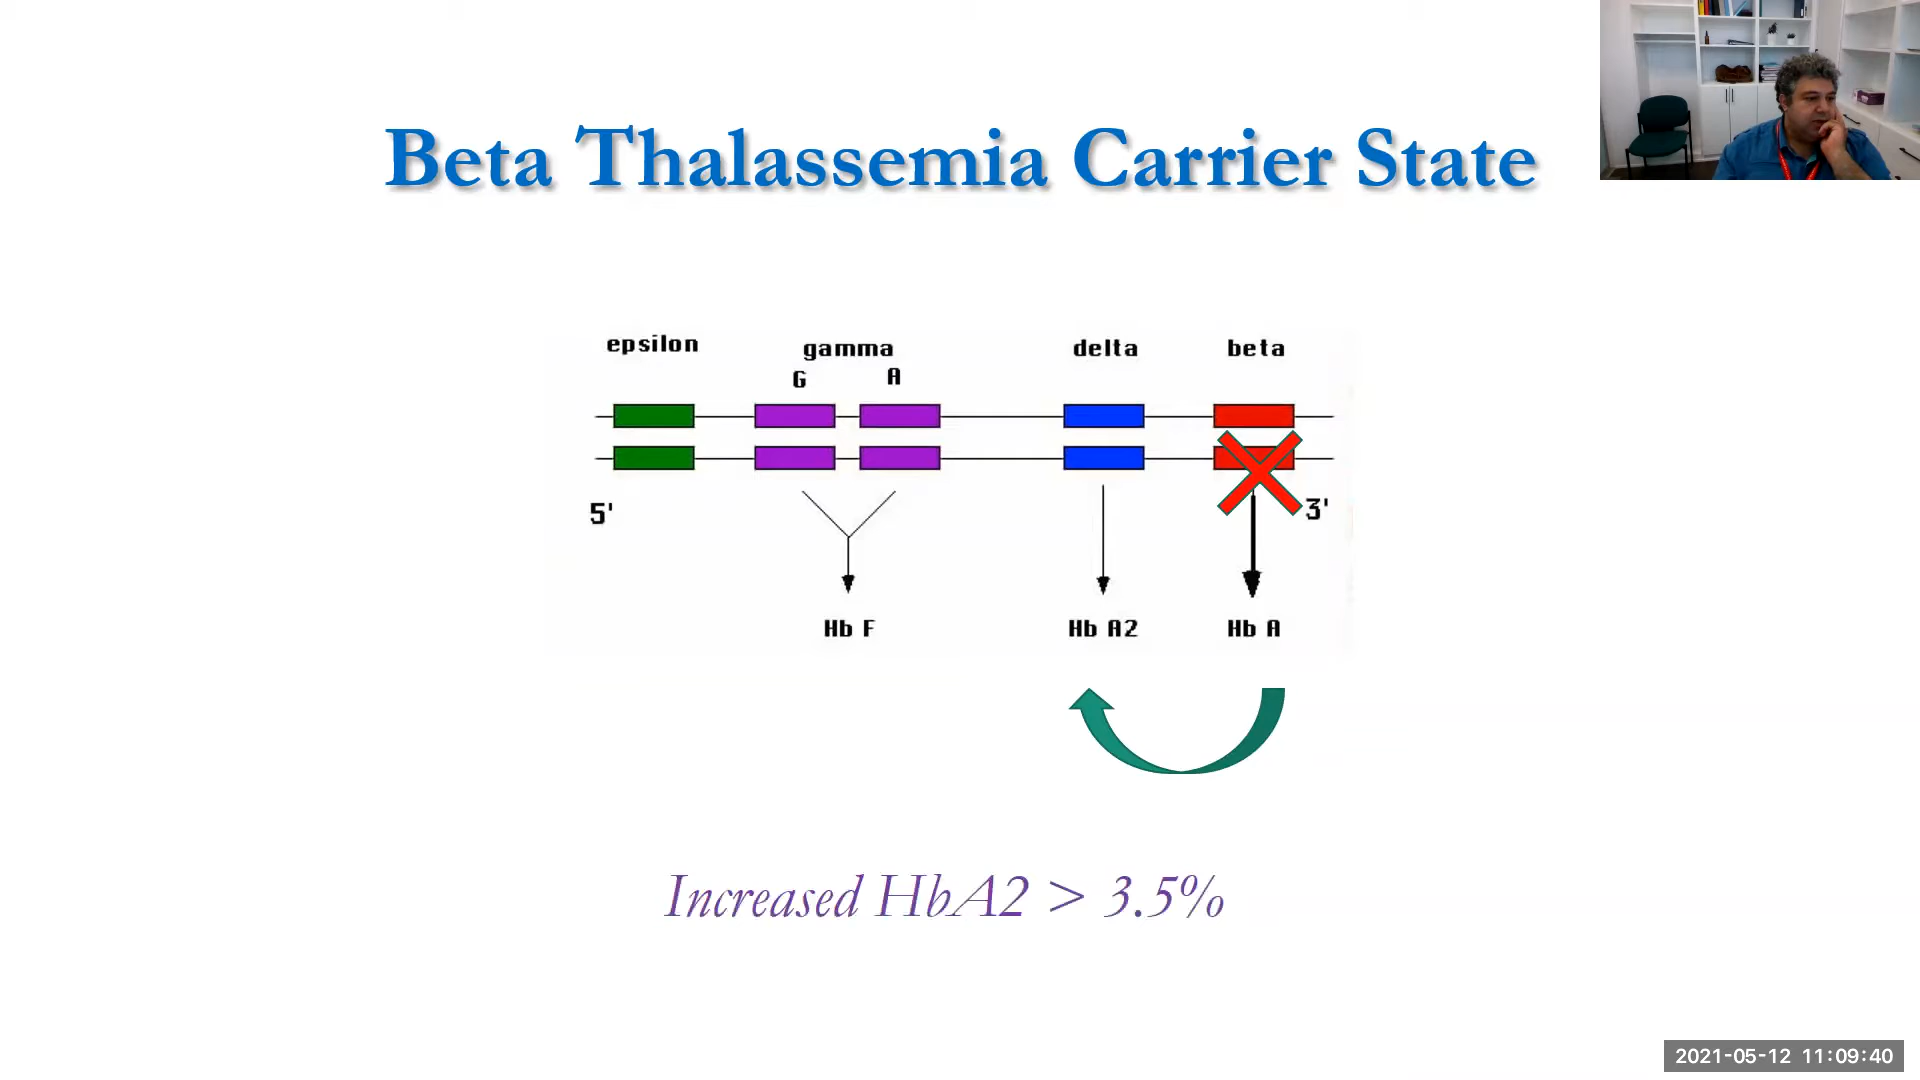 Beta Thalassemia Carrier State
epsilon gamma delta beta
G A
5' 3'
Hb F Hb A2 Hb A
Increased HbA2 > 3.5%
2021-05-12 11:09:40